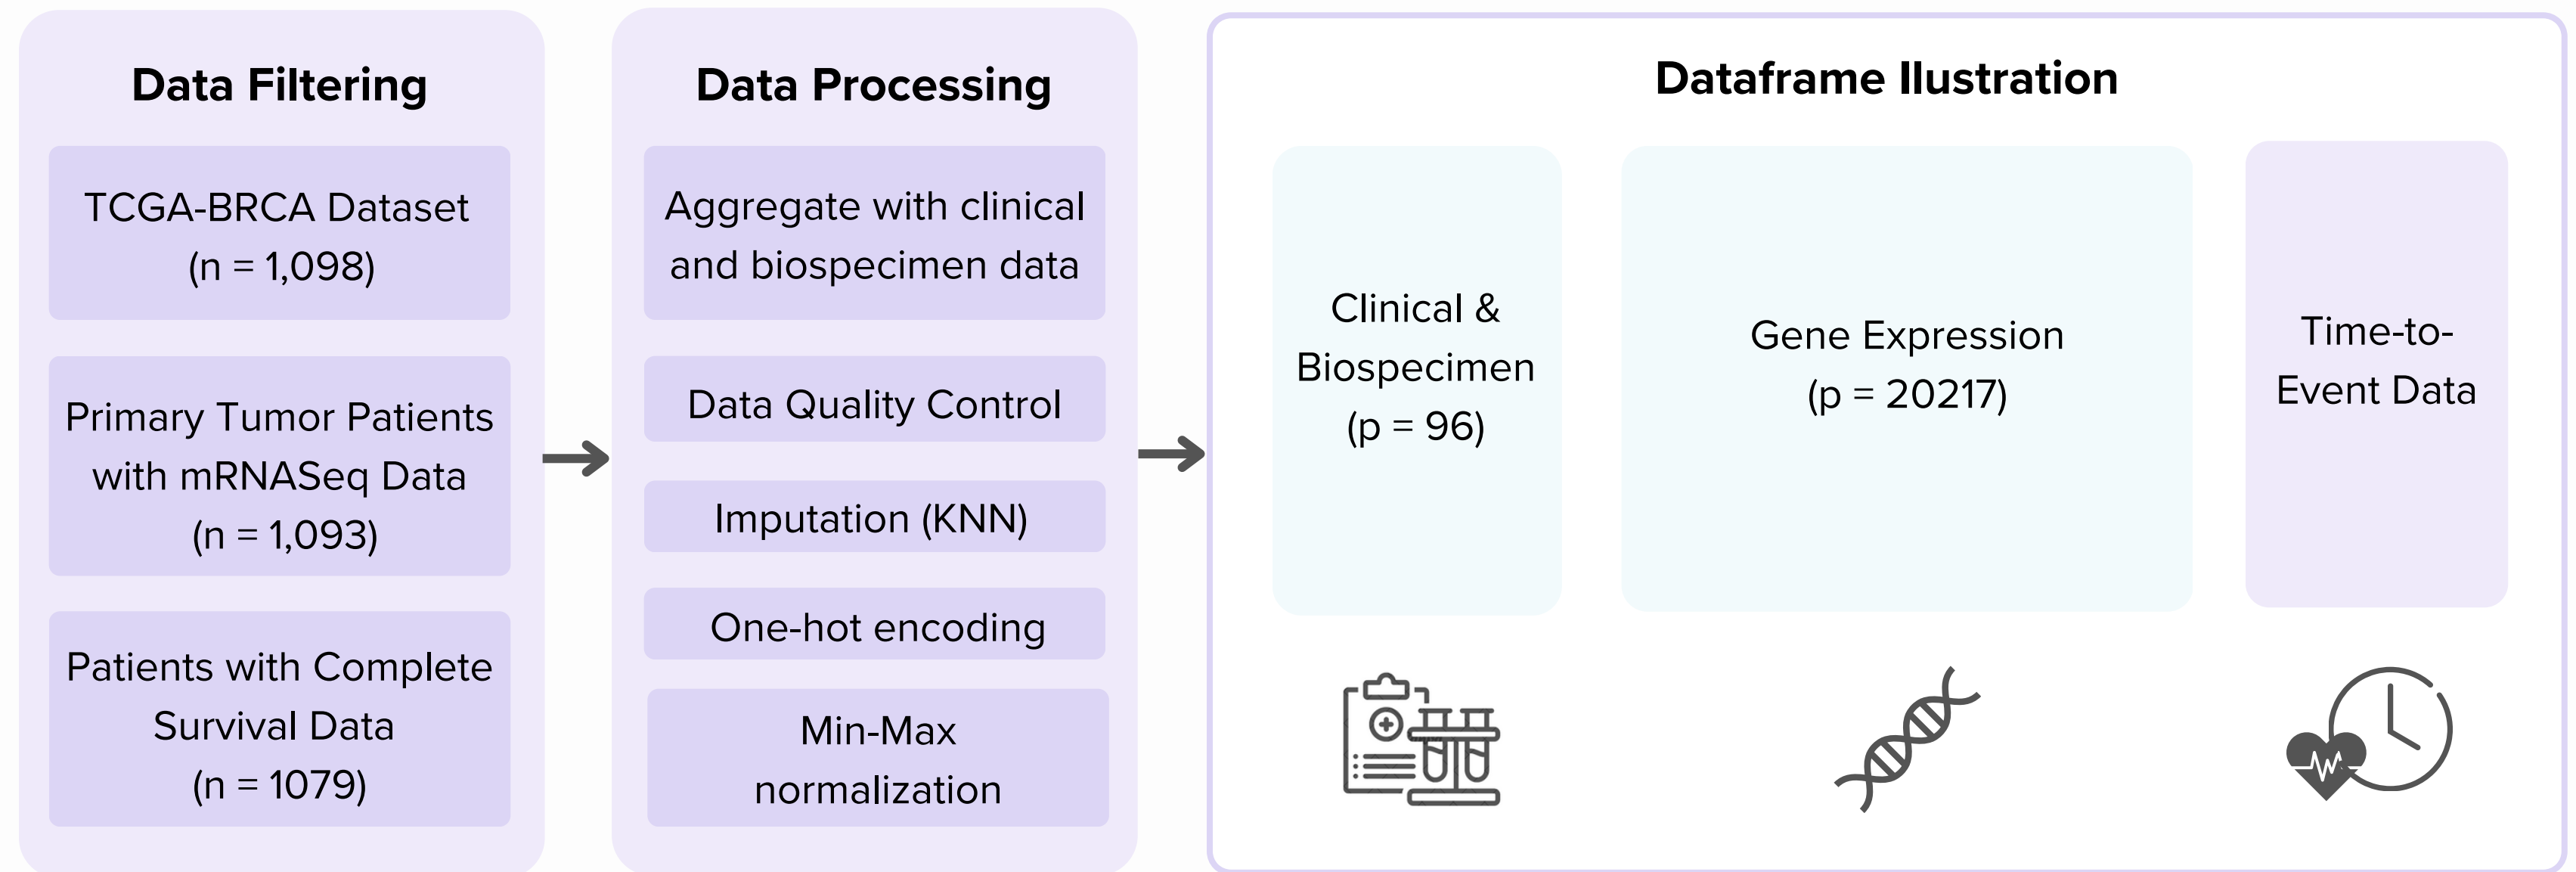 Data Filtering
TCGA-BRCA Dataset
(n = 1,098)
Primary Tumor Patients
with mRNASeq Data
(n = 1,093)
Patients with Complete
Survival Data
(n = 1079)
Data Processing
Aggregate with clinical
and biospecimen data
Data Quality Control
Imputation (KNN)
One-hot encoding
Min-Max
normalization
Dataframe Ilustration
Clinical &
Biospecimen
(p = 96)
Gene Expression
(p = 20217)
Time-to-
Event Data